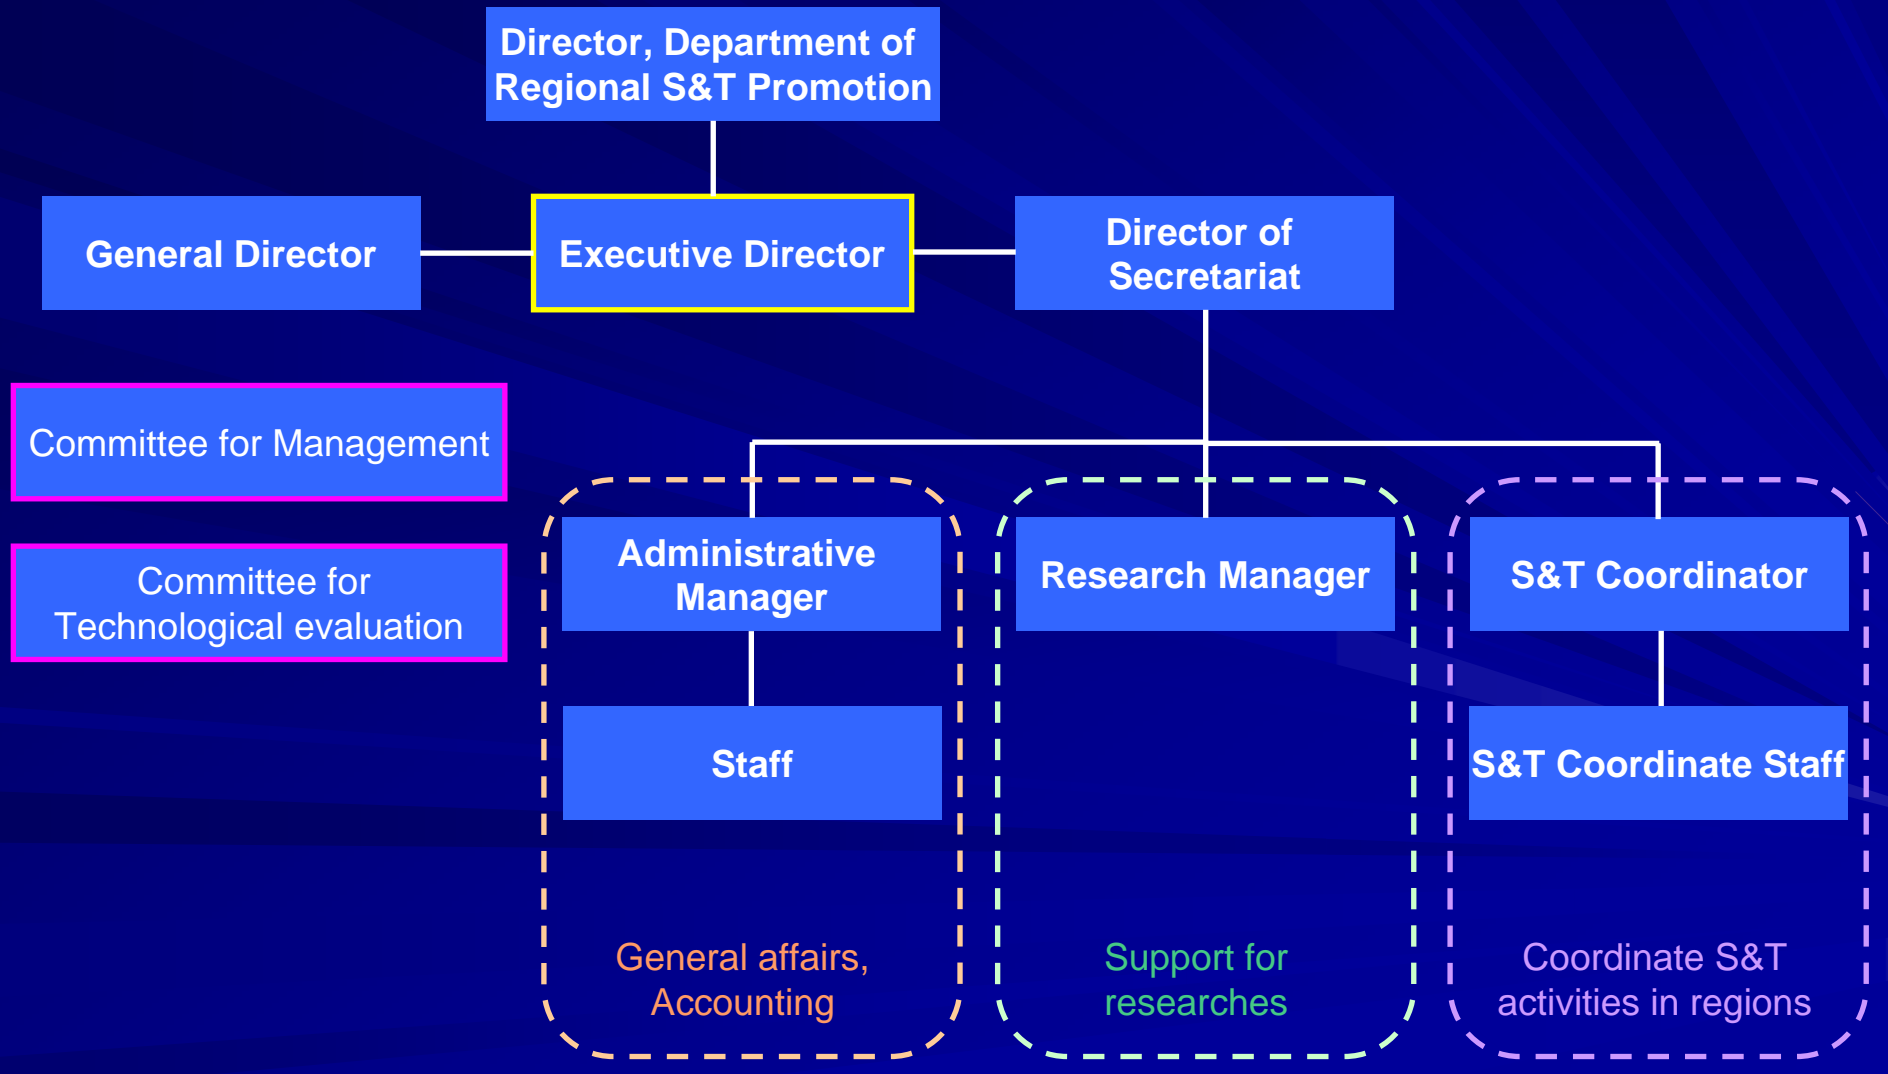 Director, Department of
Regional S&T Promotion
General Director
Executive Director
Director of
Secretariat
Committee for Management
Committee for
Technological evaluation
Administrative
Manager
Research Manager
S&T Coordinator
Staff
S&T Coordinate Staff
General affairs,
Accounting
Support for
researches
Coordinate S&T
activities in regions